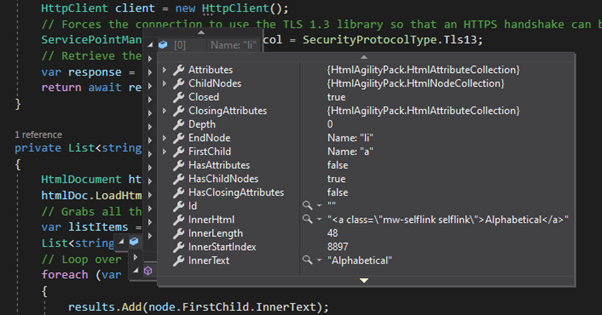 HttpClient client = new HttpClient();
// Forces the connection to use the TLS 1.3 library so that an HTTPS handshake can b
ServicePointMan
col = SecurityProtocolType.Tls13;
// Retrieve the
var response =
return await re
}
[0] Name: "li"
Attributes {HtmlAgilityPack.HtmlAttributeCollection}
ChildNodes {HtmlAgilityPack.HtmlNodeCollection}
Closed true
ClosingAttributes {HtmlAgilityPack.HtmlAttributeCollection}
Depth 0
EndNode Name: "li"
FirstChild Name: "a"
HasAttributes false
HasChildNodes true
HasClosingAttributes false
Id ""
InnerHtml "<a class=\"mw-selflink selflink\">Alphabetical</a>"
InnerLength 48
InnerStartIndex 8897
InnerText "Alphabetical"
1 reference
private List<string
{
HtmlDocument ht
htmlDoc.LoadHtm
// Grabs all th
var listItems =
List<string
// Loop over
foreach (var
{
results.Add(node.FirstChild.InnerText);